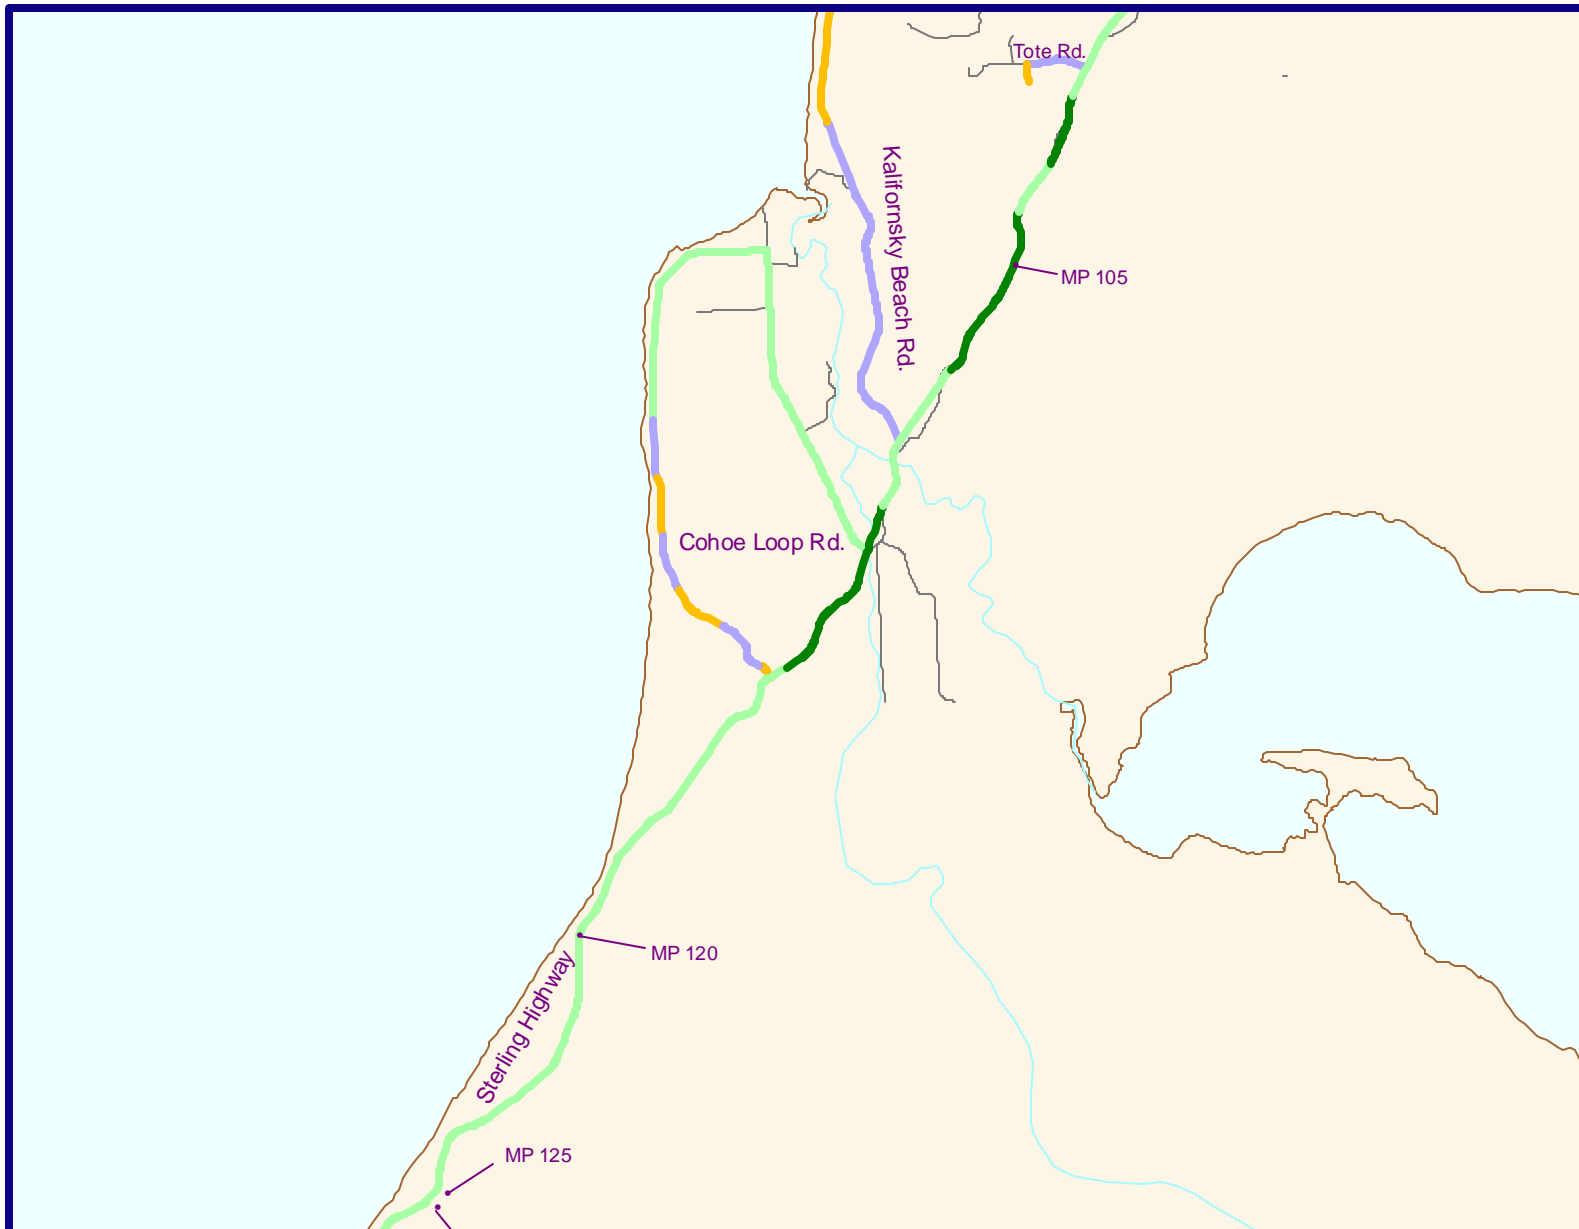 Tote Rd.
Kalifornsky Beach Rd.
MP 105
Cohoe Loop Rd.
MP 120
Sterling Highway
MP 125